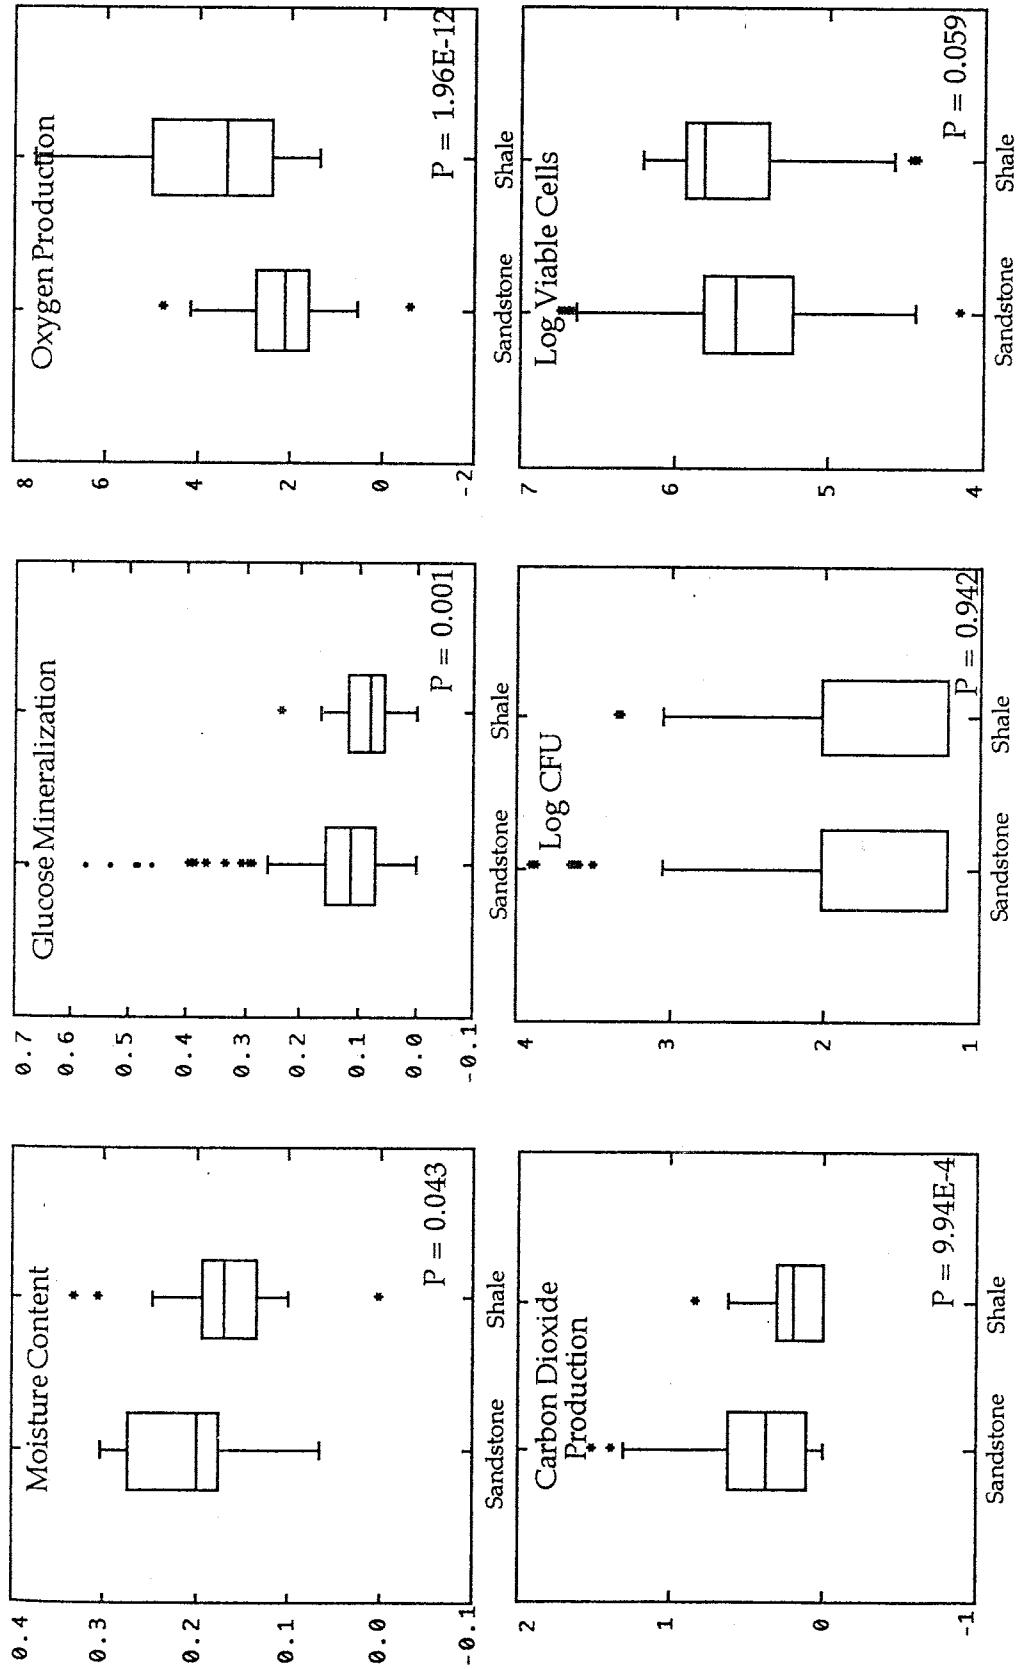 Moisture Content
0.4
0.3
0.2
0.1
0.0
-0.1
P = 0.043
Sandstone
Shale
Glucose Mineralization
0.7
0.6
0.5
0.4
0.3
0.2
0.1
0.0
-0.1
P = 0.001
Sandstone
Shale
Oxygen Production
8
6
4
2
0
-2
P = 1.96E-12
Sandstone
Shale
Carbon Dioxide
Production
2
1
0
-1
P = 9.94E-4
Sandstone
Shale
Log CFU
4
3
2
1
P = 0.942
Sandstone
Shale
Log Viable Cells
7
6
5
4
P = 0.059
Sandstone
Shale